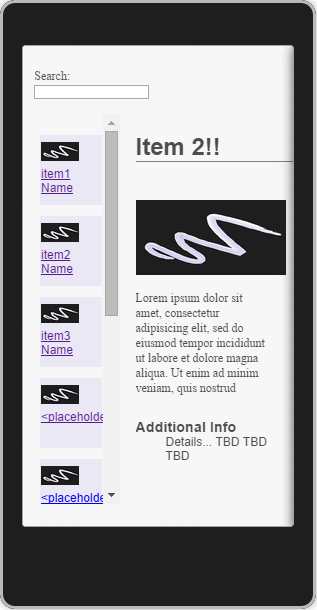 Search:
item1
Name
item2
Name
item3
Name
<placeholde
<placeholde
Item 2!!
Lorem ipsum dolor sit
amet, consectetur
adipisicing elit, sed do
eiusmod tempor incididunt
ut labore et dolore magna
aliqua. Ut enim ad minim
veniam, quis nostrud
Additional Info
Details... TBD TBD
TBD